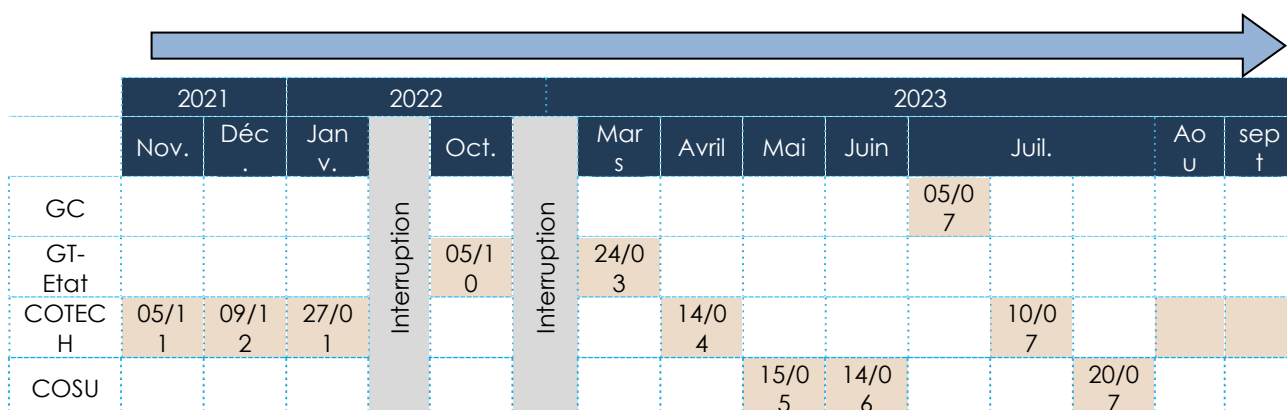 2021 2022 2023
Nov. Déc
. Jan
v. Oct. Mar
s Avril Mai Juin Juil. Ao
u sep
t
Interruption
Interruption
GC 05/0
7
GT-
Etat 05/1
0 24/0
3
COTEC
H 05/1
1 09/1
2 27/0
1 14/0
4 10/0
7
COSU 15/0
5 14/0
6 20/0
7